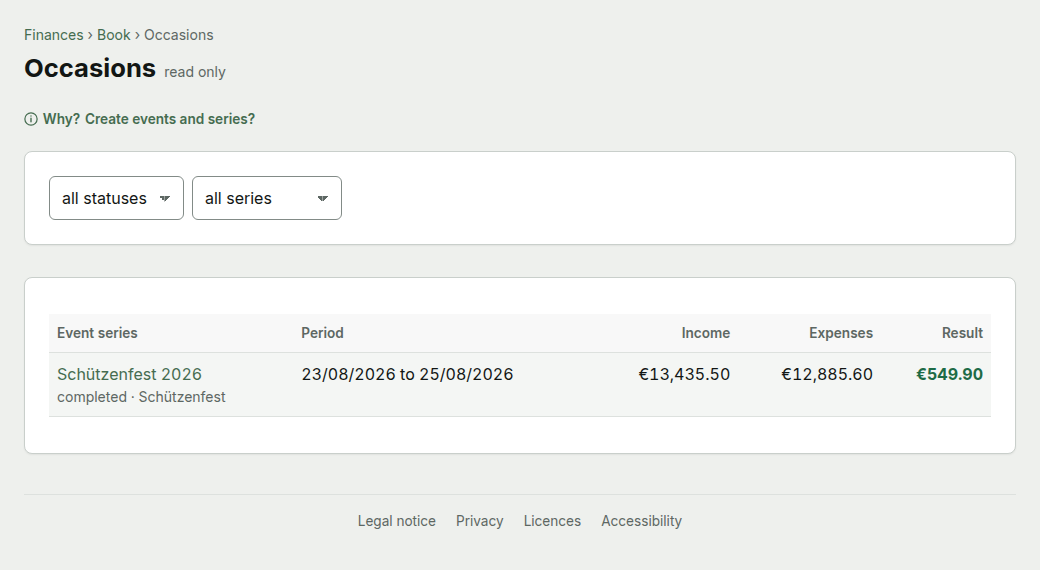 Finances › Book › Occasions
Occasions read only
Why? Create events and series?
all statuses all series
Event series Period Income Expenses Result
Schützenfest 2026 23/08/2026 to 25/08/2026 €13,435.50 €12,885.60 €549.90
completed · Schützenfest
Legal notice Privacy Licences Accessibility